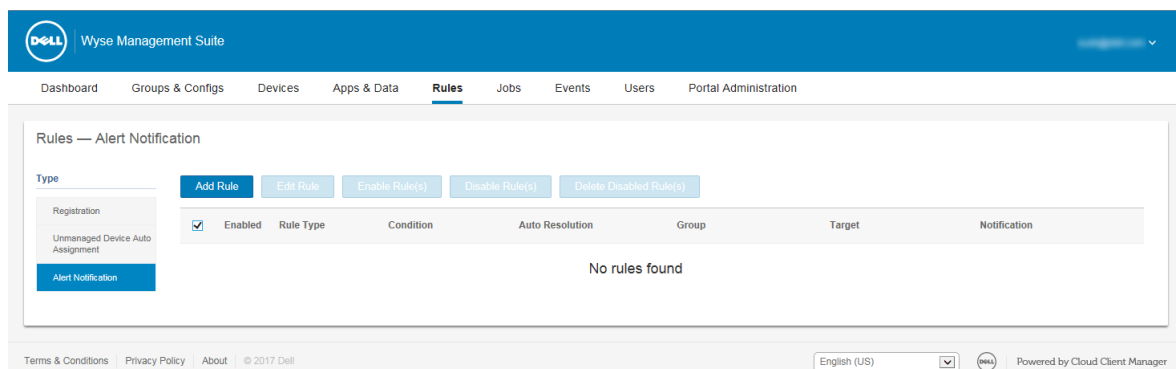 DELL Wyse Management Suite
Dashboard Groups & Configs Devices Apps & Data Rules Jobs Events Users Portal Administration
Rules — Alert Notification
Type
Add Rule Edit Rule Enable Rule(s) Disable Rule(s) Delete Disabled Rule(s)
Registration
Unmanaged Device Auto
Assignment
Alert Notification
Enabled Rule Type Condition Auto Resolution Group Target Notification
No rules found
Terms & Conditions Privacy Policy About © 2017 Dell English (US) DELL Powered by Cloud Client Manager